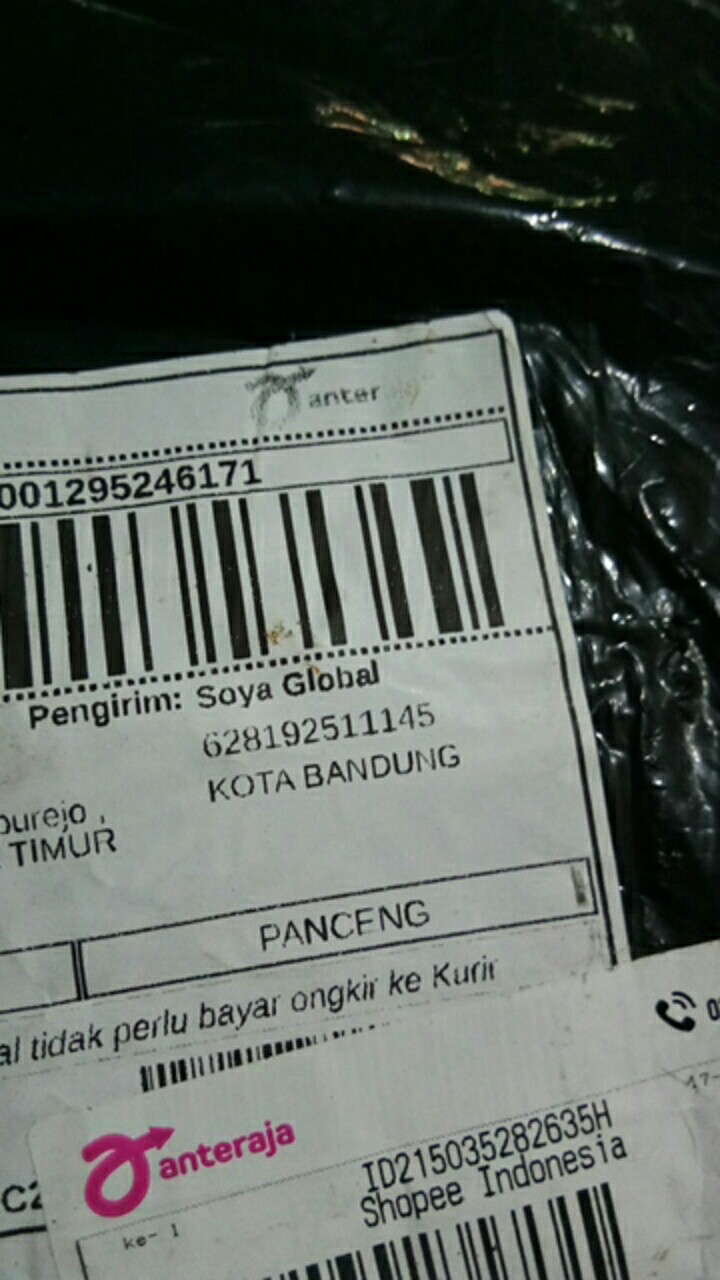 anter
001295246171
Pengirim: Soya Global
628192511145
KOTA BANDUNG
purejo ,
TIMUR
PANCENG
al tidak perlu bayar ongkir ke Kurir
anteraja
ID215035282635H
Shopee Indonesia
ke- 1